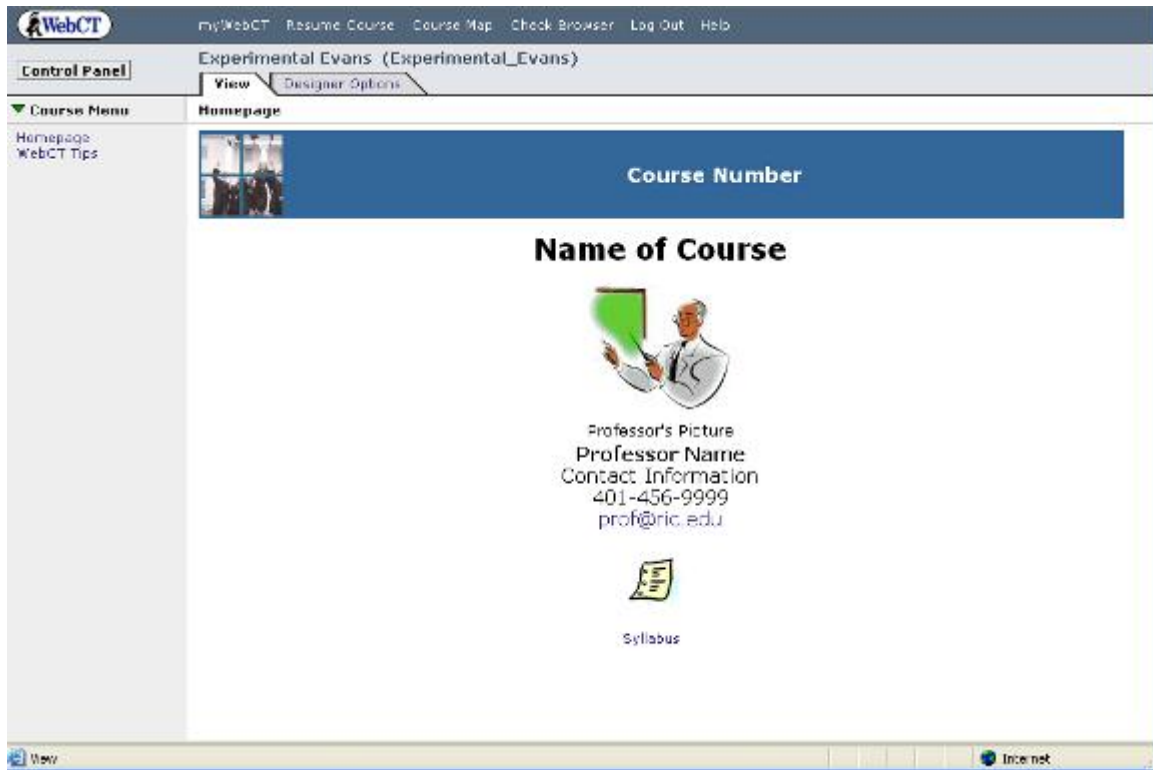 WebCT
myWebCT Resume Course Course Map Check Browser Log Out Help
Control Panel
Experimental Evans (Experimental_Evans)
View Designer Options
Course Menu
Homepage
Homepage
WebCT Tips
Course Number
Name of Course
Professor's Picture
Professor Name
Contact Information
401-456-9999
prof@ric.edu
Syllabus
View
Internet